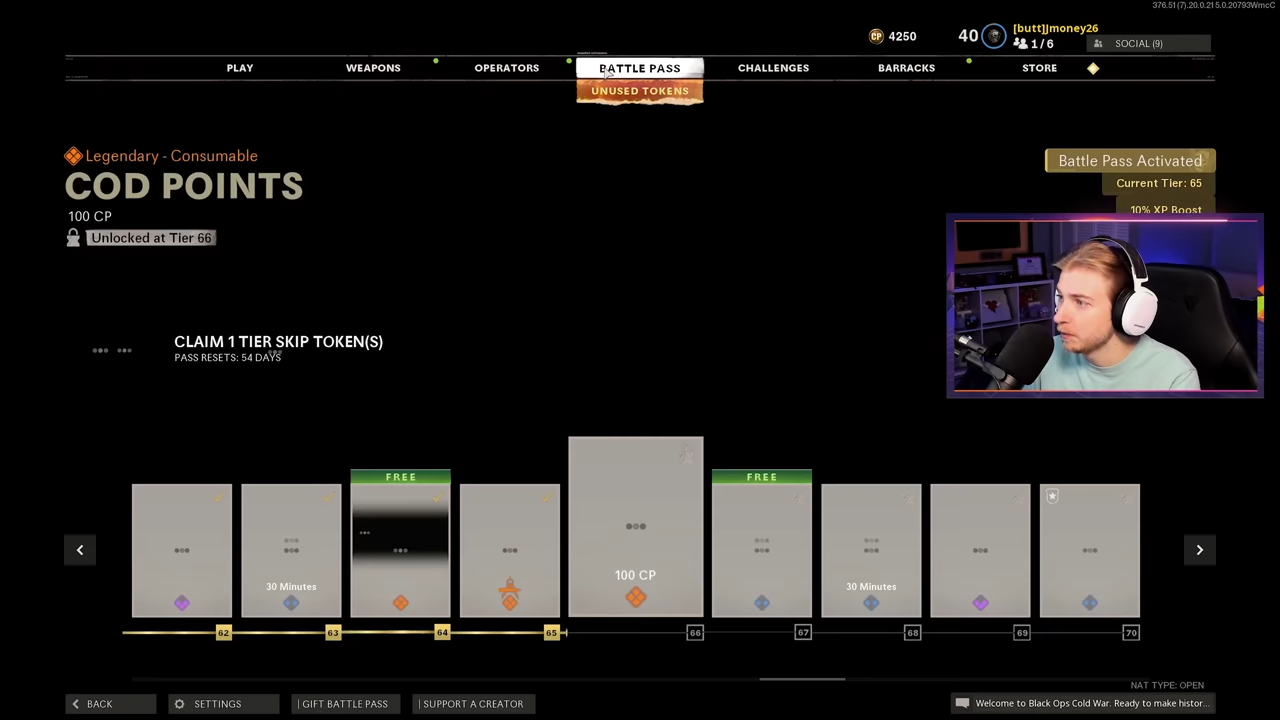 376.51(7).20.0.215.0.20793WmcC
4250
40
[butt]Jmoney26
1/6
SOCIAL (9)
PLAY
WEAPONS
OPERATORS
BATTLE PASS
CHALLENGES
BARRACKS
STORE
UNUSED TOKENS
Legendary - Consumable
COD POINTS
100 CP
Unlocked at Tier 66
Battle Pass Activated
Current Tier: 65
10% XP Boost
CLAIM 1 TIER SKIP TOKEN(S)
PASS RESETS: 54 DAYS
FREE
FREE
30 Minutes
100 CP
30 Minutes
62
63
64
65
66
67
68
69
70
NAT TYPE: OPEN
BACK
SETTINGS
GIFT BATTLE PASS
SUPPORT A CREATOR
Welcome to Black Ops Cold War. Ready to make histor...